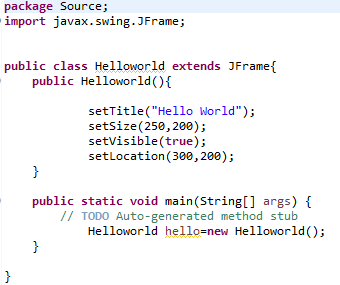 package Source;
import javax.swing.JFrame;
public class Helloworld extends JFrame{
public Helloworld(){
setTitle("Hello World");
setSize(250,200);
setVisible(true);
setLocation(300,200);
}
public static void main(String[] args) {
// TODO Auto-generated method stub
Helloworld hello=new Helloworld();
}
}